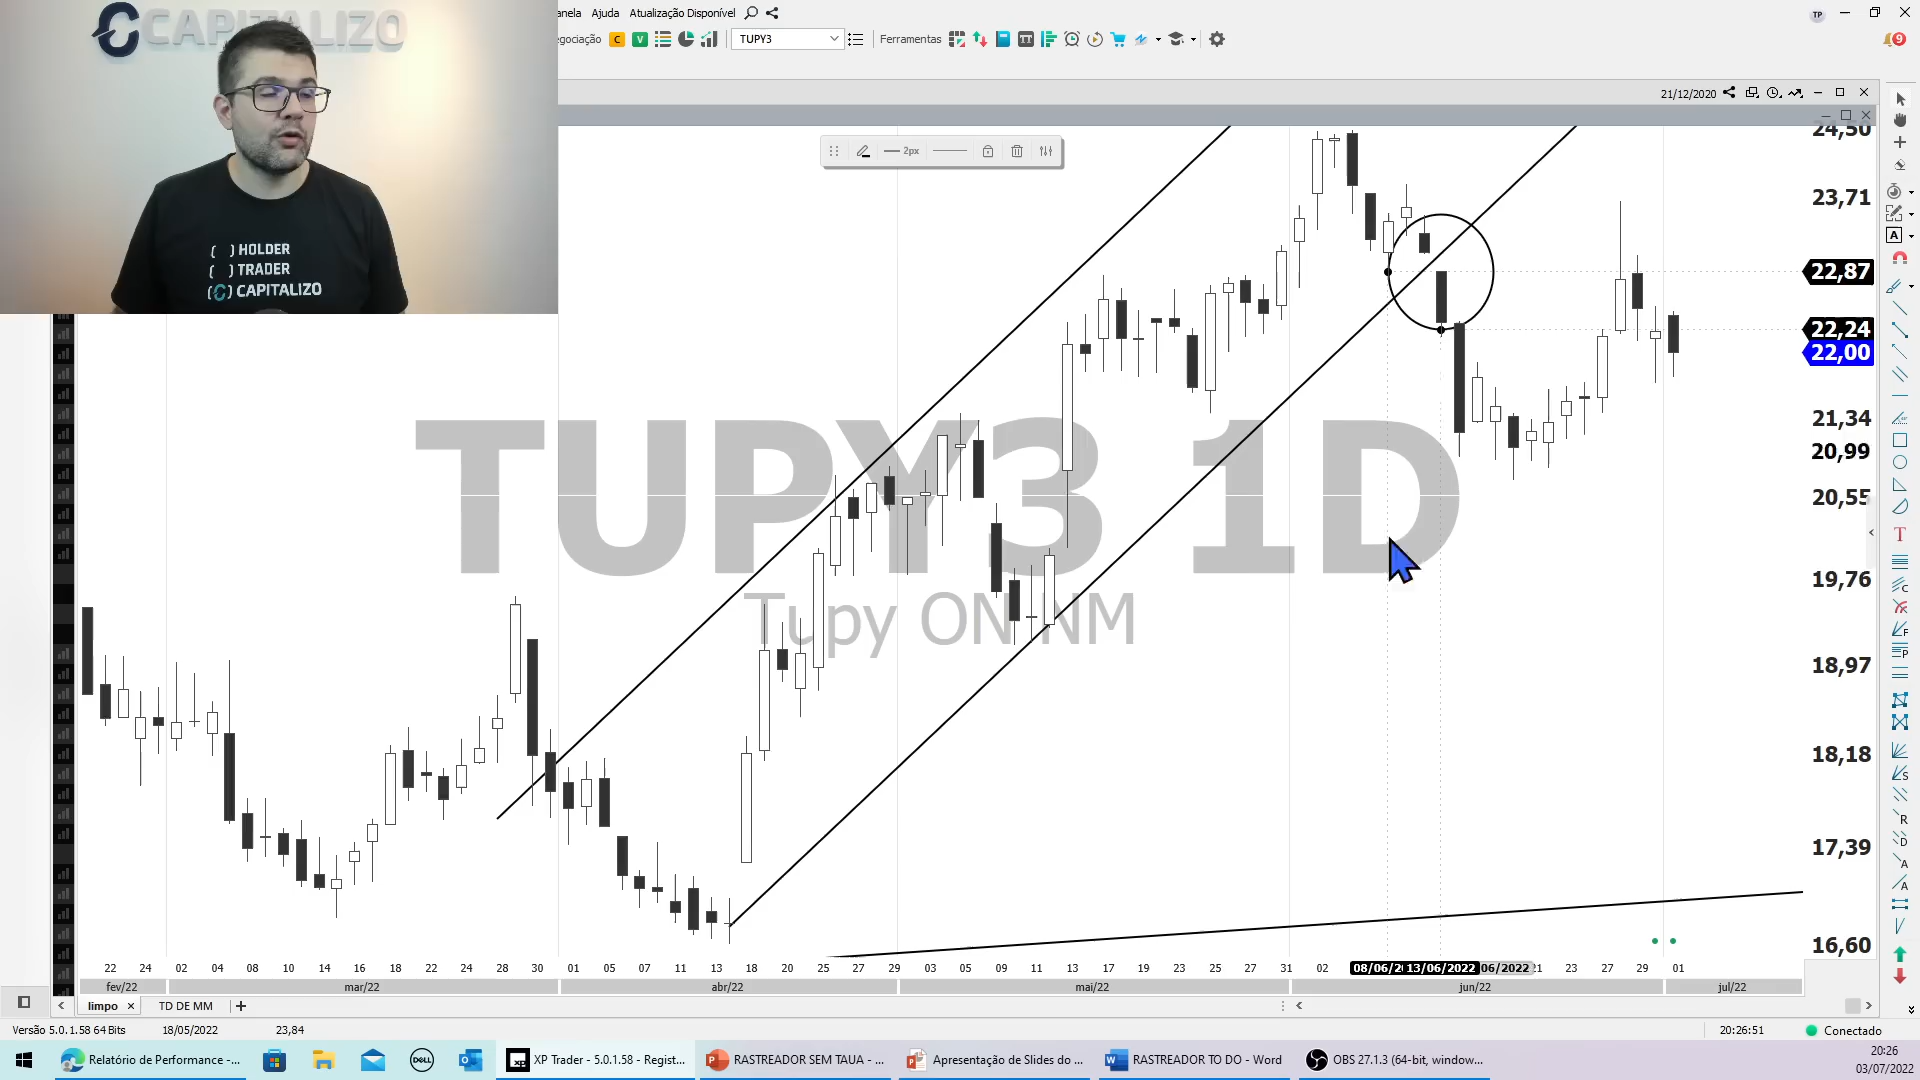 CAPITALIZO
( ) HOLDER
( ) TRADER
( ) CAPITALIZO
anela Ajuda Atualização Disponível
TP
egociação C V TUPY3 Ferramentas
9
21/12/2020
2px
24,50
23,71
22,87
22,24
22,00
21,34
20,99
20,55
19,76
18,97
18,18
17,39
16,60
TUPY3 1D
Tupy ON NM
22 24 02 04 08 10 14 16 18 22 24 28 30 01 05 07 11 13 18 20 25 27 29 03 05 09 11 13 17 19 23 25 27 31 02 08/06/2 13/06/2022 06/2022 21 23 27 29 01
fev/22 mar/22 abr/22 mai/22 jun/22 jul/22
limpo × TD DE MM +
Versão 5.0.1.58 64 Bits 18/05/2022 23,84 20:26:51 Conectado
Relatório de Performance -... DELL XP Trader - 5.0.1.58 - Regist... RASTREADOR SEM TAUA - ... Apresentação de Slides do ... RASTREADOR TO DO - Word OBS 27.1.3 (64-bit, window...
20:26
03/07/2022